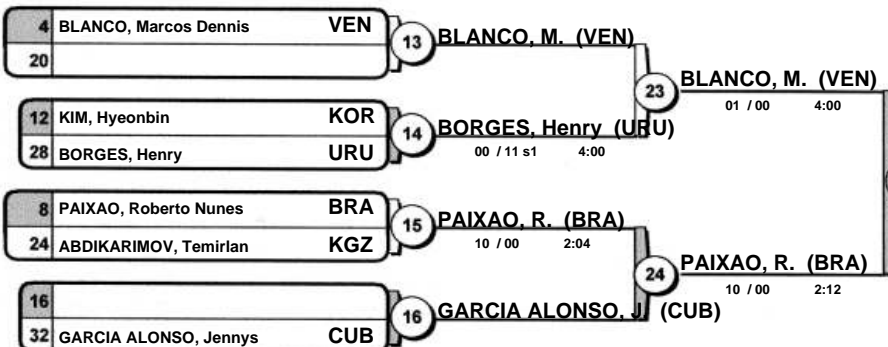 4 BLANCO, Marcos Dennis VEN
20
13 BLANCO, M. (VEN)
12 KIM, Hyeonbin KOR
28 BORGES, Henry URU
14 BORGES, Henry (URU)
00 / 11 s1 4:00
23 BLANCO, M. (VEN)
01 / 00 4:00
8 PAIXAO, Roberto Nunes BRA
24 ABDIKARIMOV, Temirlan KGZ
15 PAIXAO, R. (BRA)
10 / 00 2:04
16
32 GARCIA ALONSO, Jennys CUB
16 GARCIA ALONSO, J. (CUB)
24 PAIXAO, R. (BRA)
10 / 00 2:12